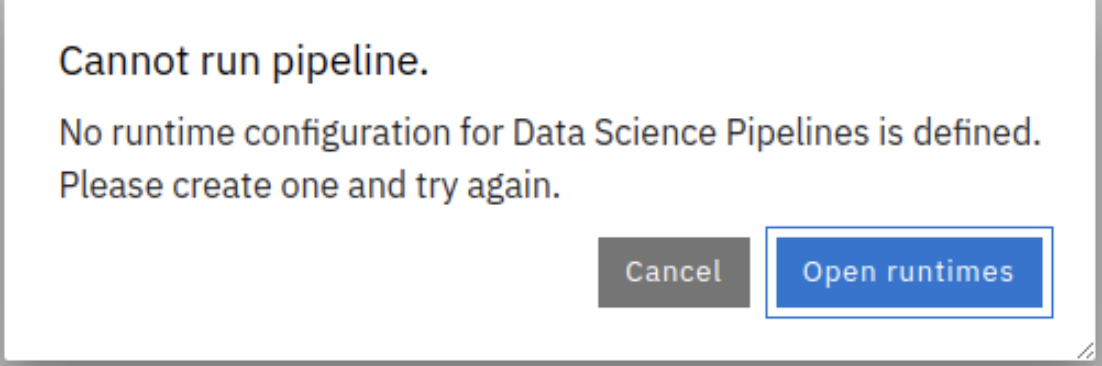 Cannot run pipeline.
No runtime configuration for Data Science Pipelines is defined.
Please create one and try again.
Cancel
Open runtimes